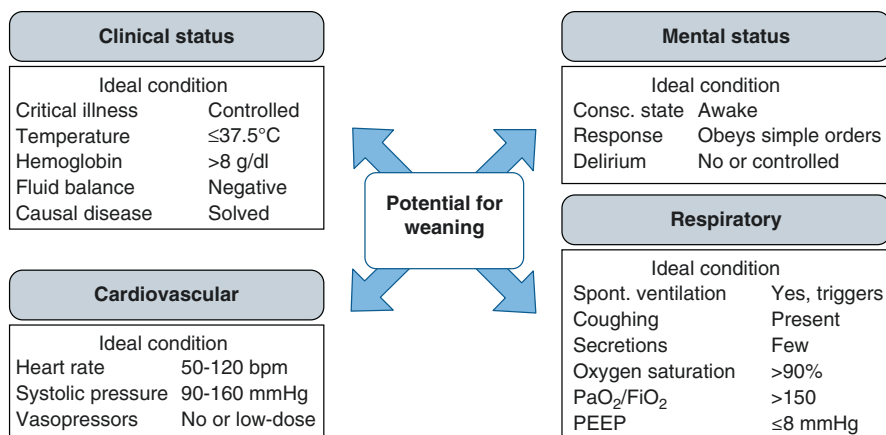 Clinical status
Ideal condition
Critical illness Controlled
Temperature ≤37.5°C
Hemoglobin >8 g/dl
Fluid balance Negative
Causal disease Solved
Mental status
Ideal condition
Consc. state Awake
Response Obeys simple orders
Delirium No or controlled
Potential for
weaning
Cardiovascular
Ideal condition
Heart rate 50-120 bpm
Systolic pressure 90-160 mmHg
Vasopressors No or low-dose
Respiratory
Ideal condition
Spont. ventilation Yes, triggers
Coughing Present
Secretions Few
Oxygen saturation >90%
PaO₂/FiO₂ >150
PEEP ≤8 mmHg